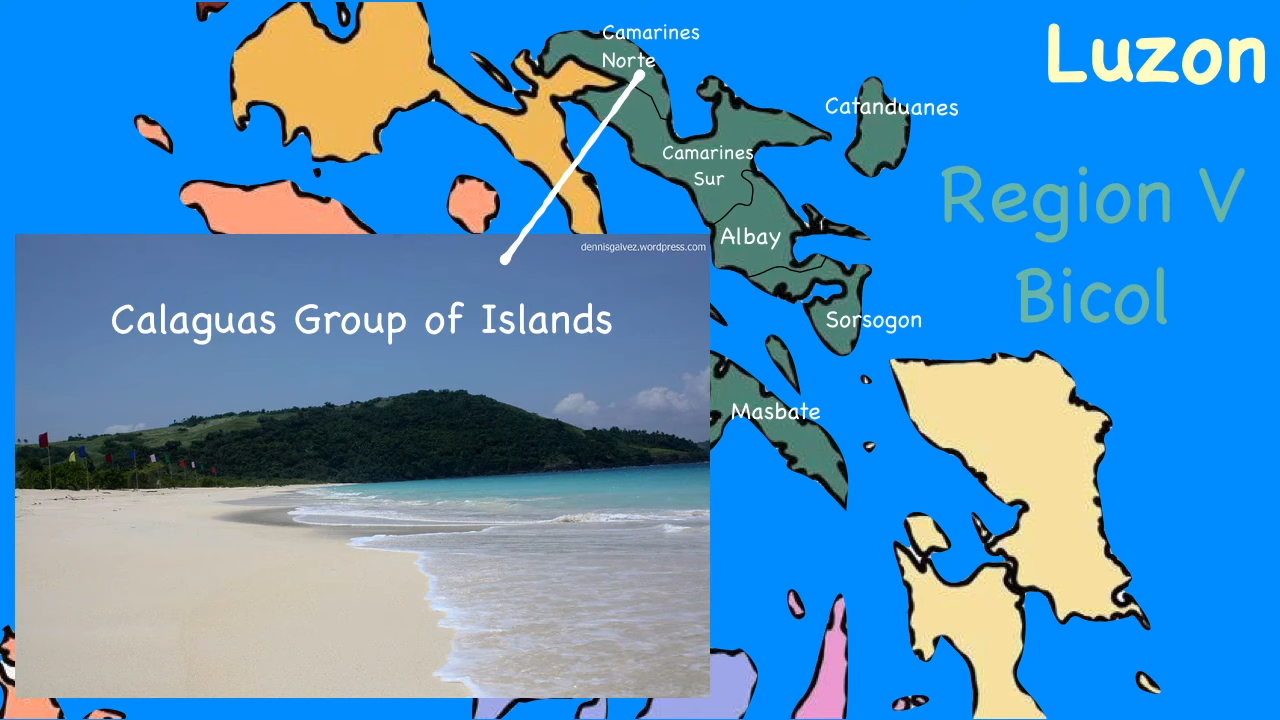 Camarines
Norte
Luzon
Catanduanes
Camarines
Sur
Region V
Albay
dennisgalvez.wordpress.com
Bicol
Calaguas Group of Islands
Sorsogon
Masbate